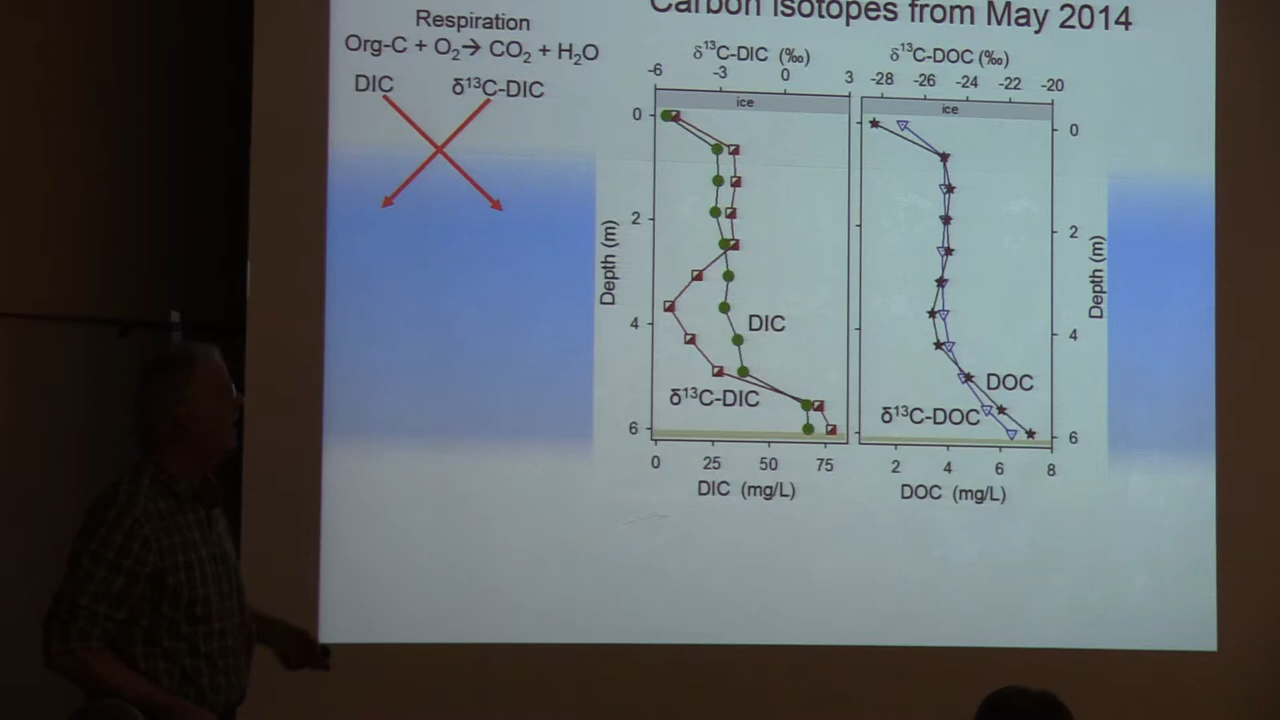 Carbon Isotopes from May 2014
Respiration
Org-C + O₂→ CO₂ + H₂O
DIC δ¹³C-DIC
δ¹³C-DIC (‰)
-6 -3 0 3
ice
0
2
4
6
Depth (m)
DIC
δ¹³C-DIC
0 25 50 75
DIC (mg/L)
δ¹³C-DOC (‰)
-28 -26 -24 -22 -20
ice
0
2
4
6
Depth (m)
DOC
δ¹³C-DOC
2 4 6 8
DOC (mg/L)